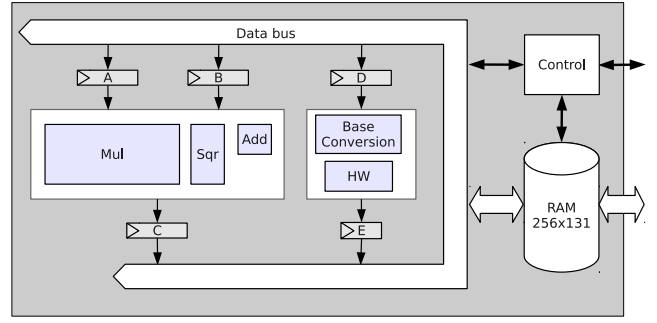 Data bus
A
B
D
Control
Mul
Sqr
Add
Base
Conversion
HW
RAM
256x131
C
E